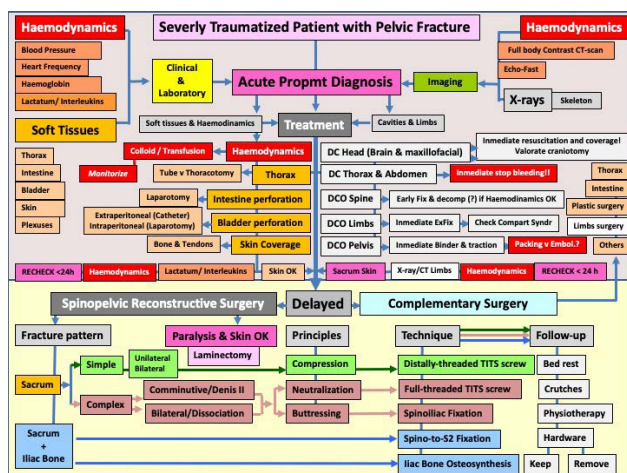 Haemodynamics
Severly Traumatized Patient with Pelvic Fracture
Haemodynamics
Blood Pressure
Heart Frequency
Haemoglobin
Lactatum/ Interleukins
Clinical
&
Laboratory
Acute Propmt Diagnosis
Imaging
Full body Contrast CT-scan
Echo-Fast
X-rays
Skeleton
Soft Tissues
Soft tissues & Haemodinamics
Treatment
Cavities & Limbs
Thorax
Intestine
Bladder
Skin
Plexuses
Colloid / Transfusion
Haemodynamics
Monitorize
Tube v Thoracotomy
Thorax
Laparotomy
Intestine perforation
Extraperitoneal (Catheter)
Intraperitoneal (Laparotomy)
Bladder perforation
Bone & Tendons
Skin Coverage
DC Head (Brain & maxillofacial)
Inmediate resuscitation and coverage!
Valorate craniotomy
DC Thorax & Abdomen
Inmediate stop bleeding!!
DCO Spine
Early Fix & decomp (?) if Haemodinamics OK
DCO Limbs
Inmediate ExFix
Check Compart Syndr
DCO Pelvis
Inmediate Binder & traction
Packing v Embol.?
Thorax
Intestine
Plastic surgery
Limbs surgery
Others
RECHECK <24h
Haemodynamics
Lactatum/ Interleukins
Skin OK
Sacrum Skin
X-ray/CT Limbs
Haemodynamics
RECHECK < 24 h
Spinopelvic Reconstructive Surgery
Delayed
Complementary Surgery
Fracture pattern
Paralysis & Skin OK
Laminectomy
Principles
Technique
Follow-up
Sacrum
Simple
Unilateral
Bilateral
Compression
Distally-threaded TITS screw
Bed rest
Complex
Comminutive/Denis II
Neutralization
Full-threaded TITS screw
Crutches
Bilateral/Dissociation
Buttressing
Spinoiliac Fixation
Physiotherapy
Sacrum
+
Iliac Bone
Spino-to-S2 Fixation
Hardware
Iliac Bone Osteosynthesis
Keep
Remove